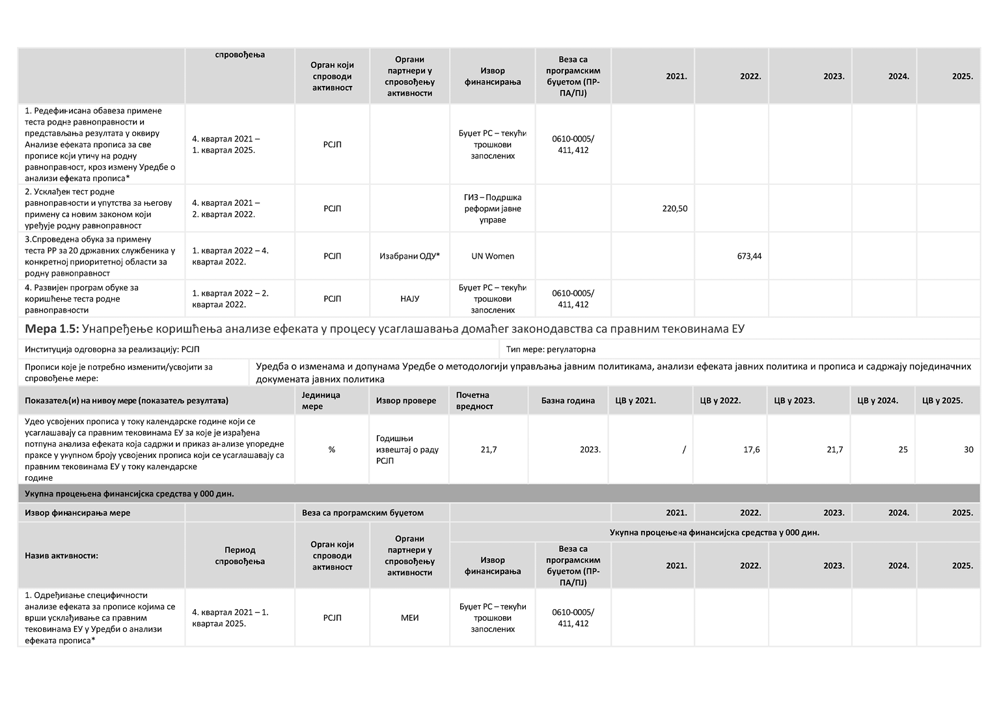 спровођења
Орган који
спроводи
активност
Органи
партнери у
спровођењу
активности
Извор
финансирања
Веза са
програмским
буџетом (ПР-
ПА/ПЈ)
2021.
2022.
2023.
2024.
2025.
1. Редефинисана обавеза примене
теста родне равноправности и
представљања резултата у оквиру
Анализе ефеката прописа за све
прописе који утичу на родну
равноправност, кроз измену Уредбе о
анализи ефеката прописа*
4. квартал 2021 –
1. квартал 2025.
РСЈП
Буџет РС – текући
трошкови
запослених
0610-0005/
411, 412
2. Усклађен тест родне
равноправности и упутства за његову
примену са новим законом који
уређује родну равноправност
4. квартал 2021 –
2. квартал 2022.
РСЈП
ГИЗ – Подршка
реформи јавне
управе
220,50
3.Спроведена обука за примену
теста РР за 20 државних службеника у
конкретној приоритетној области за
родну равноправност
1. квартал 2022 – 4.
квартал 2022.
РСЈП
Изабрани ОДУ*
UN Women
673,44
4. Развијен програм обуке за
коришћење теста родне
равноправности
1. квартал 2022 – 2.
квартал 2022.
РСЈП
НАЈУ
Буџет РС – текући
трошкови
запослених
0610-0005/
411, 412
Мера 1.5: Унапређење коришћења анализе ефеката у процесу усаглашавања домаћег законодавства са правним тековинама ЕУ
Институција одговорна за реализацију: РСЈП
Тип мере: регулаторна
Прописи које је потребно изменити/усвојити за
спровођење мере:
Уредба о изменама и допунама Уредбе о методологији управљања јавним политикама, анализи ефеката јавних политика и прописа и садржају појединачних
докумената јавних политика
Показатељ(и) на нивоу мере (показатељ резултата)
Јединица
мере
Извор провере
Почетна
вредност
Базна година
ЦВ у 2021.
ЦВ у 2022.
ЦВ у 2023.
ЦВ у 2024.
ЦВ у 2025.
Удео усвојених прописа у току календарске године који се
усаглашавају са правним тековинама ЕУ за које је израђена
потпуна анализа ефеката која садржи и приказ анализе упоредне
праксе у укупном броју усвојених прописа који се усаглашавају са
правним тековинама ЕУ у току календарске
године
%
Годишњи
извештај о раду
РСЈП
21,7
2023.
/
17,6
21,7
25
30
Укупна процењена финансијска средства у 000 дин.
Извор финансирања мере
Веза са програмским буџетом
2021.
2022.
2023.
2024.
2025.
Назив активности:
Период
спровођења
Орган који
спроводи
активност
Органи
партнери у
спровођењу
активности
Укупна процењена финансијска средства у 000 дин.
Извор
финансирања
Веза са
програмским
буџетом (ПР-
ПА/ПЈ)
2021.
2022.
2023.
2024.
2025.
1. Одређивање специфичности
анализе ефеката за прописе којима се
врши усклађивање са правним
тековинама ЕУ у Уредби о анализи
ефеката прописа*
4. квартал 2021 – 1.
квартал 2025.
РСЈП
МЕИ
Буџет РС – текући
трошкови
запослених
0610-0005/
411, 412